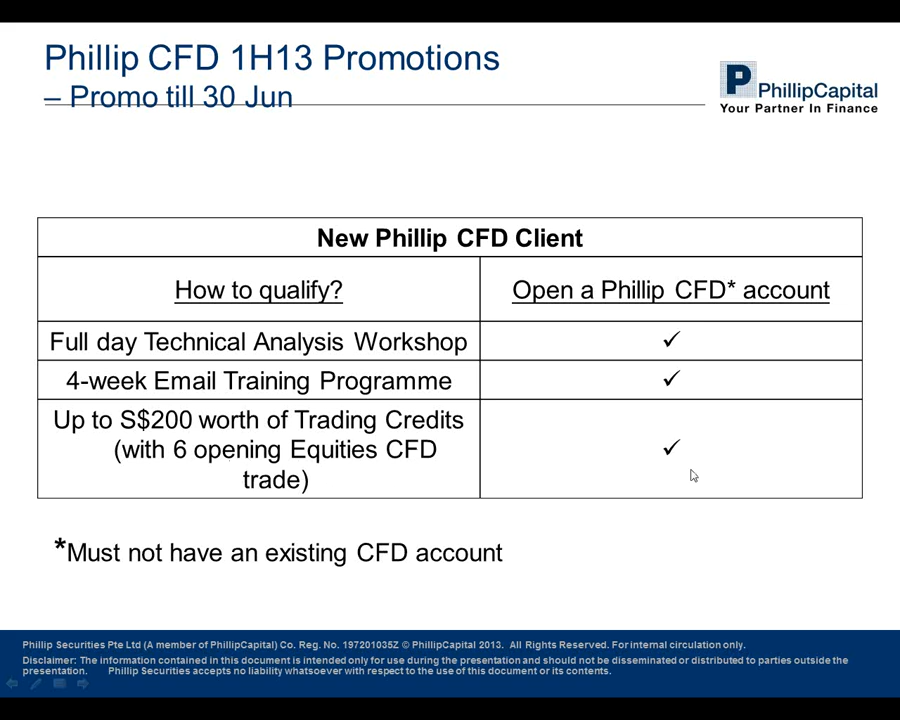 Phillip CFD 1H13 Promotions
– Promo till 30 Jun
P PhillipCapital
Your Partner In Finance
New Phillip CFD Client
How to qualify?
Open a Phillip CFD* account
Full day Technical Analysis Workshop
✓
4-week Email Training Programme
✓
Up to S$200 worth of Trading Credits
(with 6 opening Equities CFD
trade)
✓
*Must not have an existing CFD account
Phillip Securities Pte Ltd (A member of PhillipCapital) Co. Reg. No. 197201035Z © PhillipCapital 2013. All Rights Reserved. For internal circulation only.
Disclaimer: The information contained in this document is intended only for use during the presentation and should not be disseminated or distributed to parties outside the
presentation. Phillip Securities accepts no liability whatsoever with respect to the use of this document or its contents.